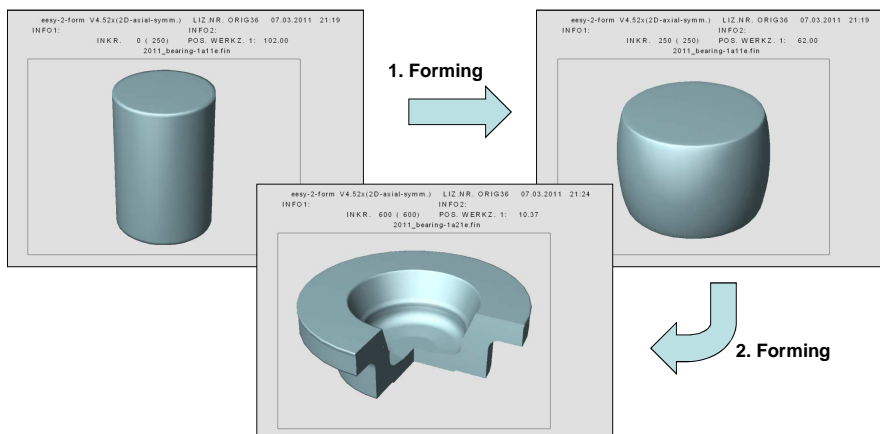 eesy-2-form V4.52x(2D-axial-symm.) LIZ.NR. ORIG36 07.03.2011 21:19
INFO1: INFO2:
INKR. 0 ( 250) POS. WERKZ. 1: 102.00
2011_bearing-1a11e.fin
1. Forming
eesy-2-form V4.52x(2D-axial-symm.) LIZ.NR. ORIG36 07.03.2011 21:19
INFO1: INFO2:
INKR. 250 ( 250) POS. WERKZ. 1: 62.00
2011_bearing-1a11e.fin
eesy-2-form V4.52x(2D-axial-symm.) LIZ.NR. ORIG36 07.03.2011 21:24
INFO1: INFO2:
INKR. 600 ( 600) POS. WERKZ. 1: 10.37
2011_bearing-1a21e.fin
2. Forming